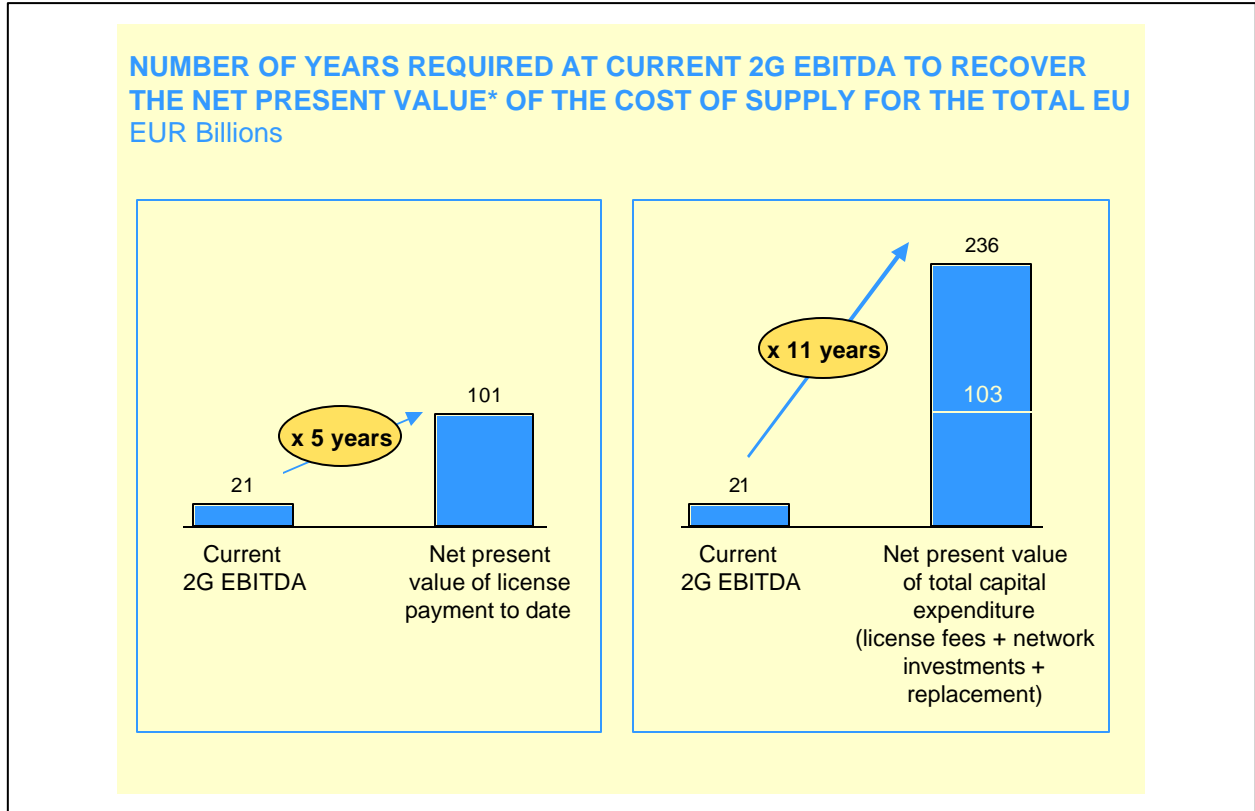 NUMBER OF YEARS REQUIRED AT CURRENT 2G EBITDA TO RECOVER
THE NET PRESENT VALUE* OF THE COST OF SUPPLY FOR THE TOTAL EU
EUR Billions
101
x 5 years
21
Current
2G EBITDA
Net present
value of license
payment to date
236
x 11 years
103
21
Current
2G EBITDA
Net present value
of total capital
expenditure
(license fees + network
investments +
replacement)